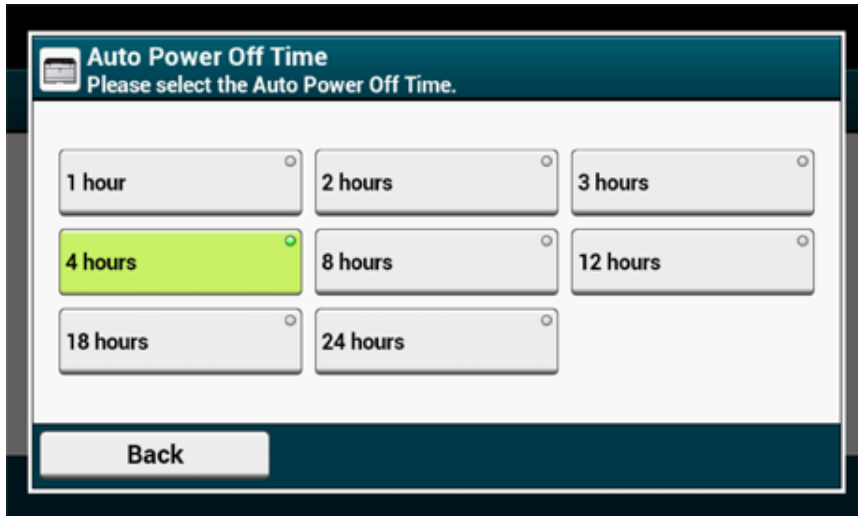 Auto Power Off Time
Please select the Auto Power Off Time.
1 hour
2 hours
3 hours
4 hours
8 hours
12 hours
18 hours
24 hours
Back